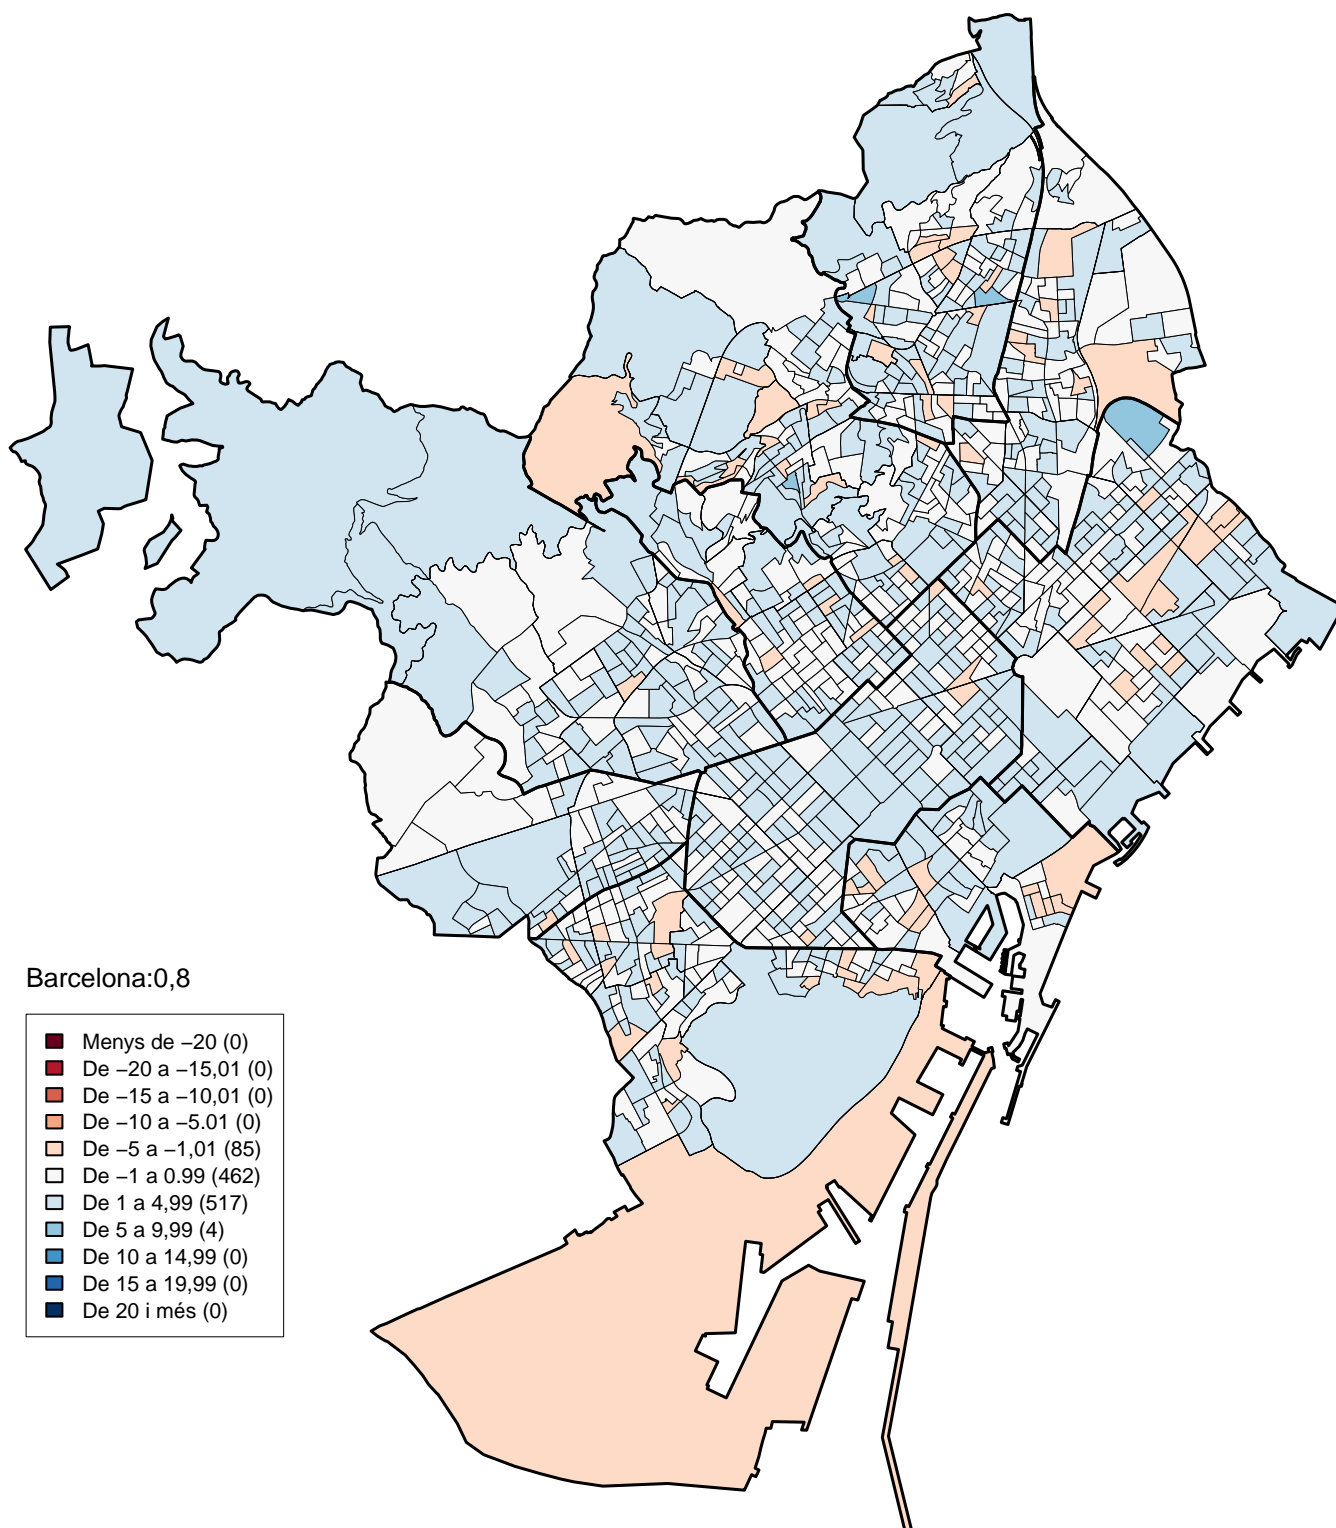 Barcelona:0,8
Menys de −20 (0)
De −20 a −15,01 (0)
De −15 a −10,01 (0)
De −10 a −5.01 (0)
De −5 a −1,01 (85)
De −1 a 0.99 (462)
De 1 a 4,99 (517)
De 5 a 9,99 (4)
De 10 a 14,99 (0)
De 15 a 19,99 (0)
De 20 i més (0)